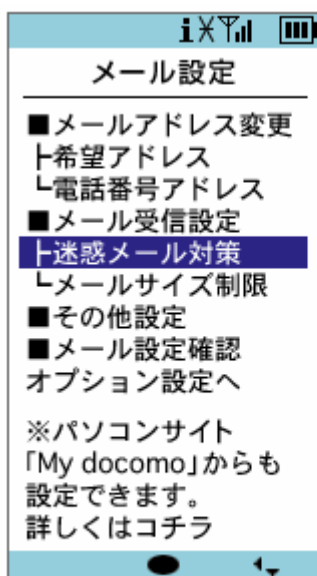 メール設定
■メールアドレス変更
├希望アドレス
└電話番号アドレス
■メール受信設定
├迷惑メール対策
└メールサイズ制限
■その他設定
■メール設定確認
オプション設定へ
※パソコンサイト
「My docomo」からも
設定できます。
詳しくはコチラ